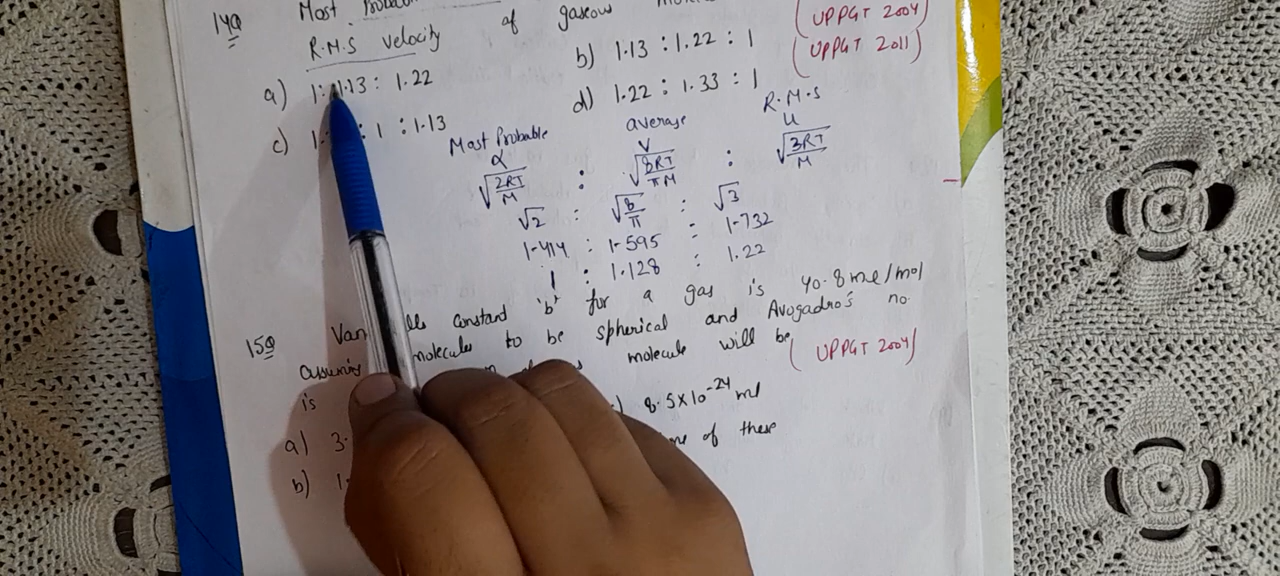 14Q Most
of gaseous
(UPPGT 2004)
R.M.S velocity
(UPPGT 2011)
a) 1:1.13 : 1.22
b) 1.13 : 1.22 : 1
c) : 1 : 1.13
d) 1.22 : 1.33 : 1
Most Probable average R.M.S
α V U
√2RT/M : √8RT/πM : √3RT/M
√2 : √8/π : √3
1.414 : 1.595 : 1.732
1 : 1.128 : 1.22
15Q constant 'b' for a gas is 40.8 ml/mol
assuming molecules to be spherical and Avogadro's no.
is molecule will be (UPPGT 2004)
a) 3. 8.5×10⁻²⁴ ml
b) 1. of these